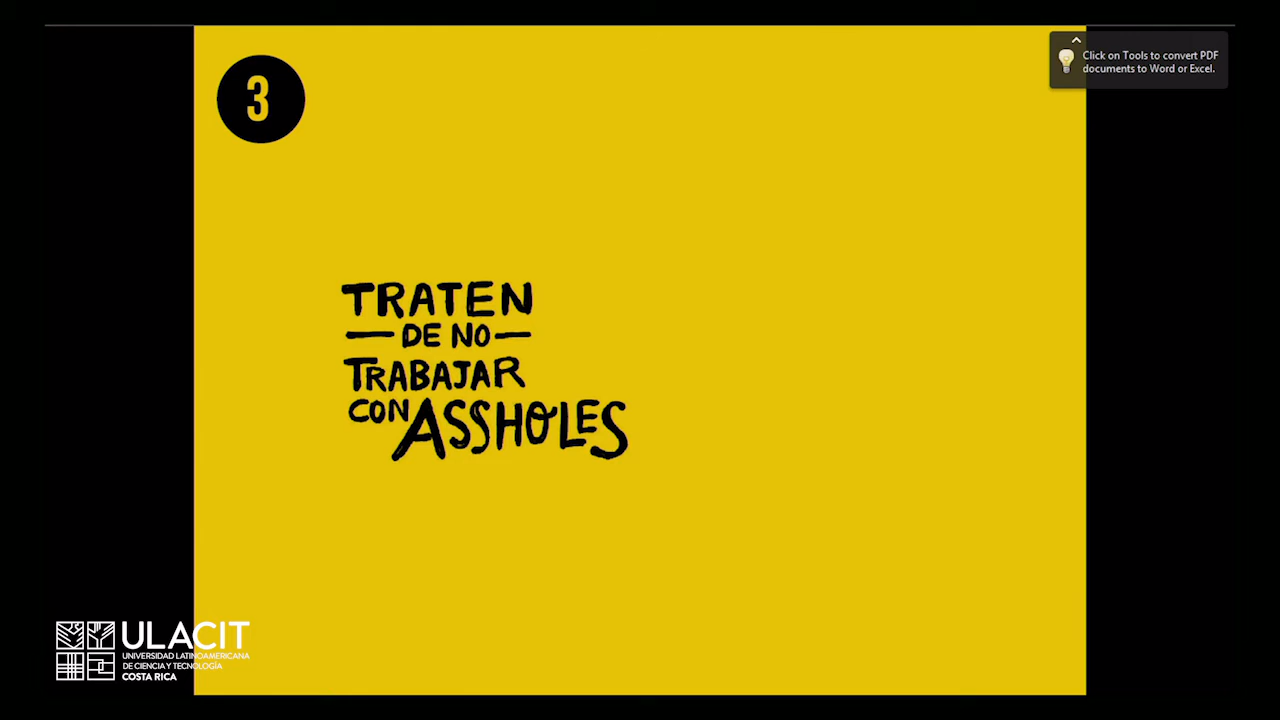 3
Click on Tools to convert PDF
documents to Word or Excel.
TRATEN
DE NO
TRABAJAR
CON ASSHOLES
ULACIT
UNIVERSIDAD LATINOAMERICANA
DE CIENCIA Y TECNOLOGÍA
COSTA RICA